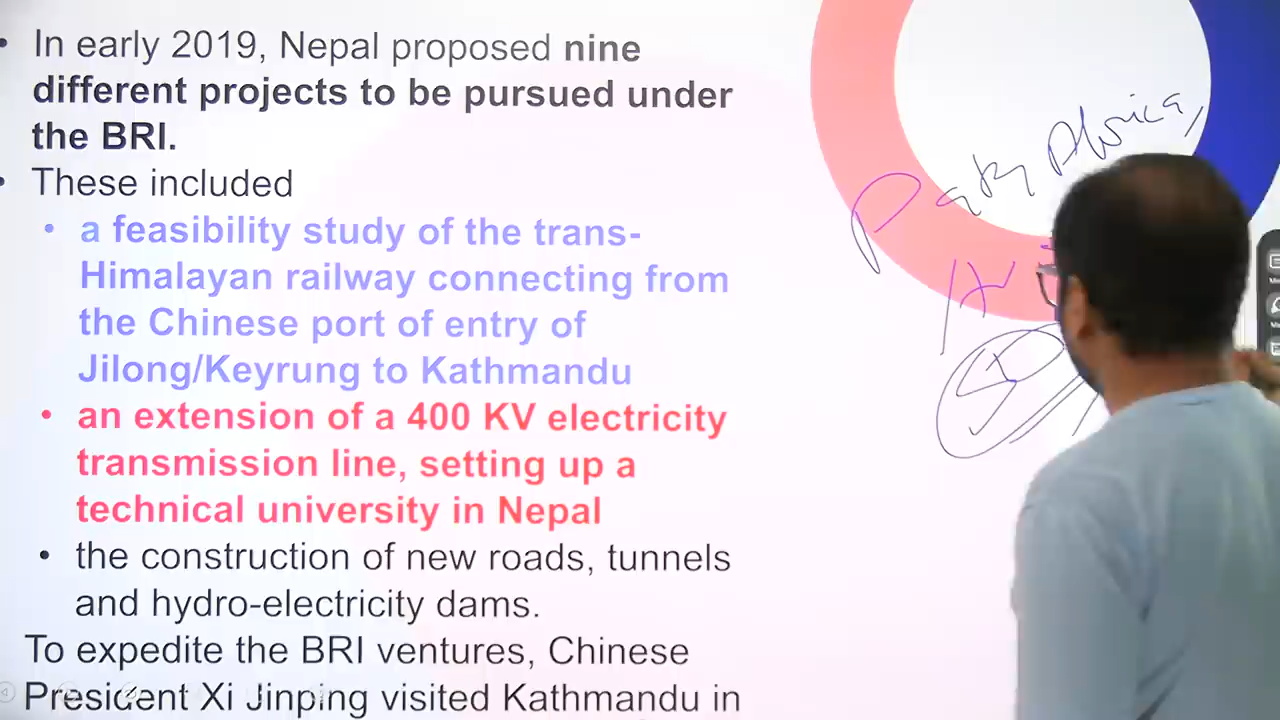 • In early 2019, Nepal proposed nine
different projects to be pursued under
the BRI.
• These included
• a feasibility study of the trans-
Himalayan railway connecting from
the Chinese port of entry of
Jilong/Keyrung to Kathmandu
• an extension of a 400 KV electricity
transmission line, setting up a
technical university in Nepal
• the construction of new roads, tunnels
and hydro-electricity dams.
To expedite the BRI ventures, Chinese
President Xi Jinping visited Kathmandu in